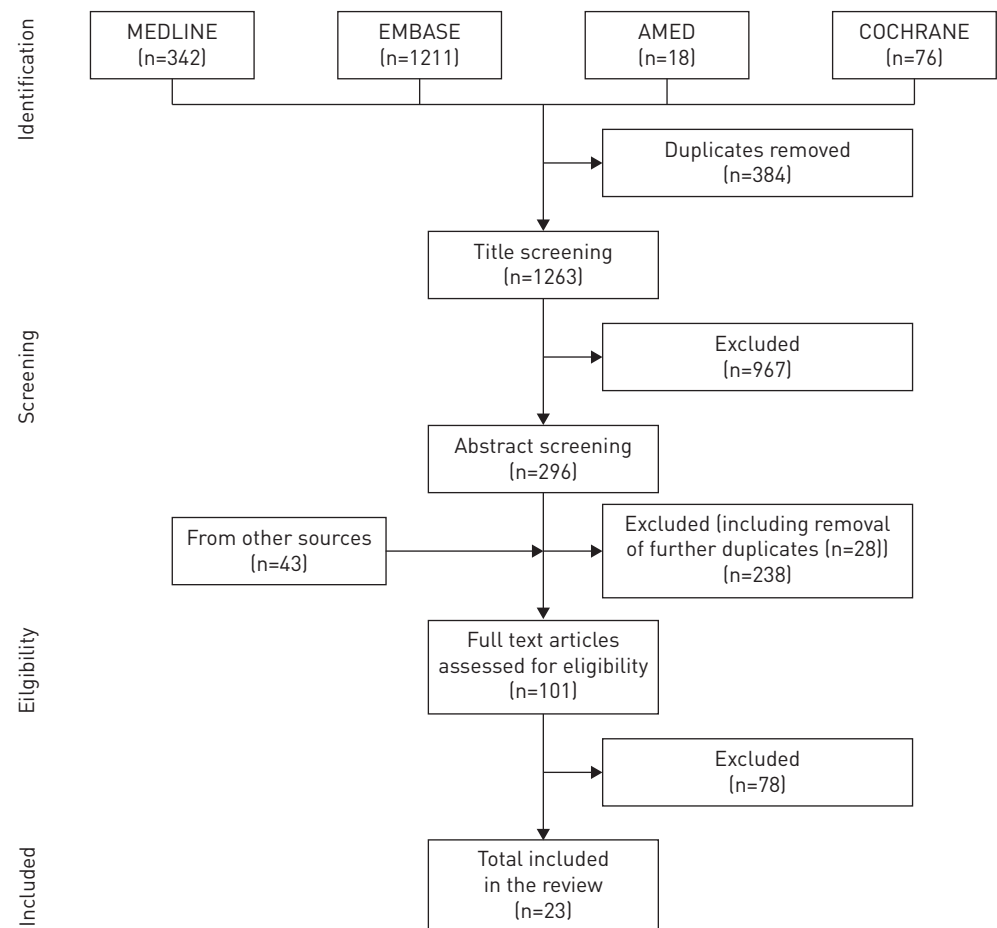 Identification
MEDLINE
(n=342)
EMBASE
(n=1211)
AMED
(n=18)
COCHRANE
(n=76)
Duplicates removed
(n=384)
Title screening
(n=1263)
Screening
Excluded
(n=967)
Abstract screening
(n=296)
From other sources
(n=43)
Excluded (including removal
of further duplicates (n=28))
(n=238)
Eilgibility
Full text articles
assessed for eligibility
(n=101)
Excluded
(n=78)
Included
Total included
in the review
(n=23)